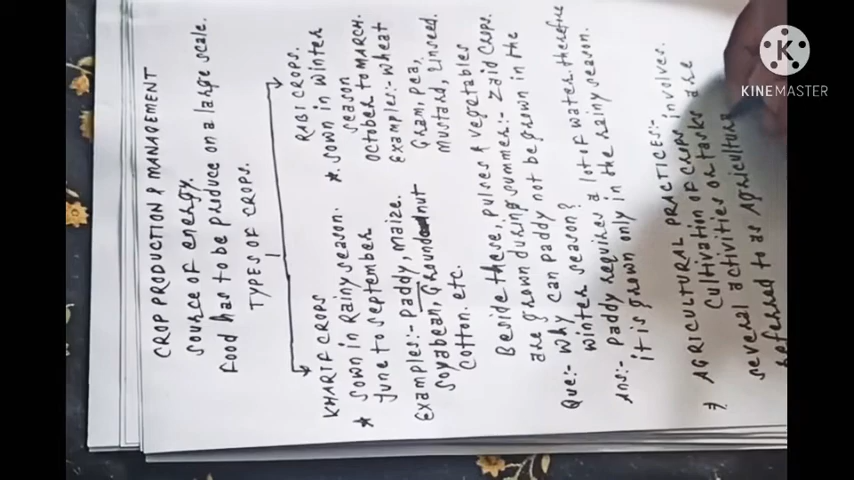 CROP PRODUCTION & MANAGEMENT
source of energy.
Food has to be produce on a large scale.
TYPES OF CROPS.
KHARIF CROPS
* Sown in Rainy season.
June to september
Examples:- Paddy, maize.
Soyabean, Groundnut
Cotton. etc.
RABI CROPS.
* Sown in winter
season
October to MARCH.
Examples:- Wheat
Gram, pea,
mustard, Linseed.
Beside these, pulses & vegetables
are grown during summer:- Zaid Crops.
Que:- Why can paddy not be grown in the
winter season?
Ans:- Paddy requires a lot of water. therefore
it is grown only in the rainy season.
⇒ AGRICULTURAL PRACTICES:-
Cultivation of crops involves
several activities or tasks are
referred to as Agricultura
KINEMASTER